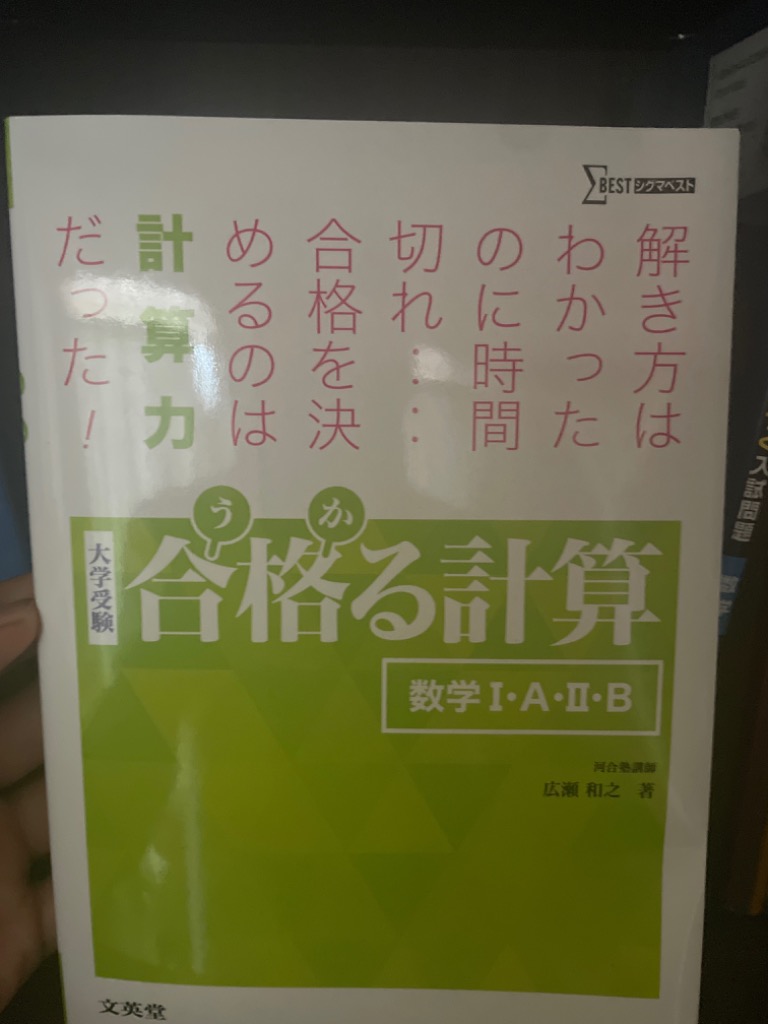 ΣBEST シグマベスト
解き方は
わかった
のに時間
切れ……
合格を決
めるのは
計算力
だった!
うか
大学受験
合格る計算
数学Ⅰ・A・Ⅱ・B
河合塾講師
広瀬 和之 著
文英堂
入試問題